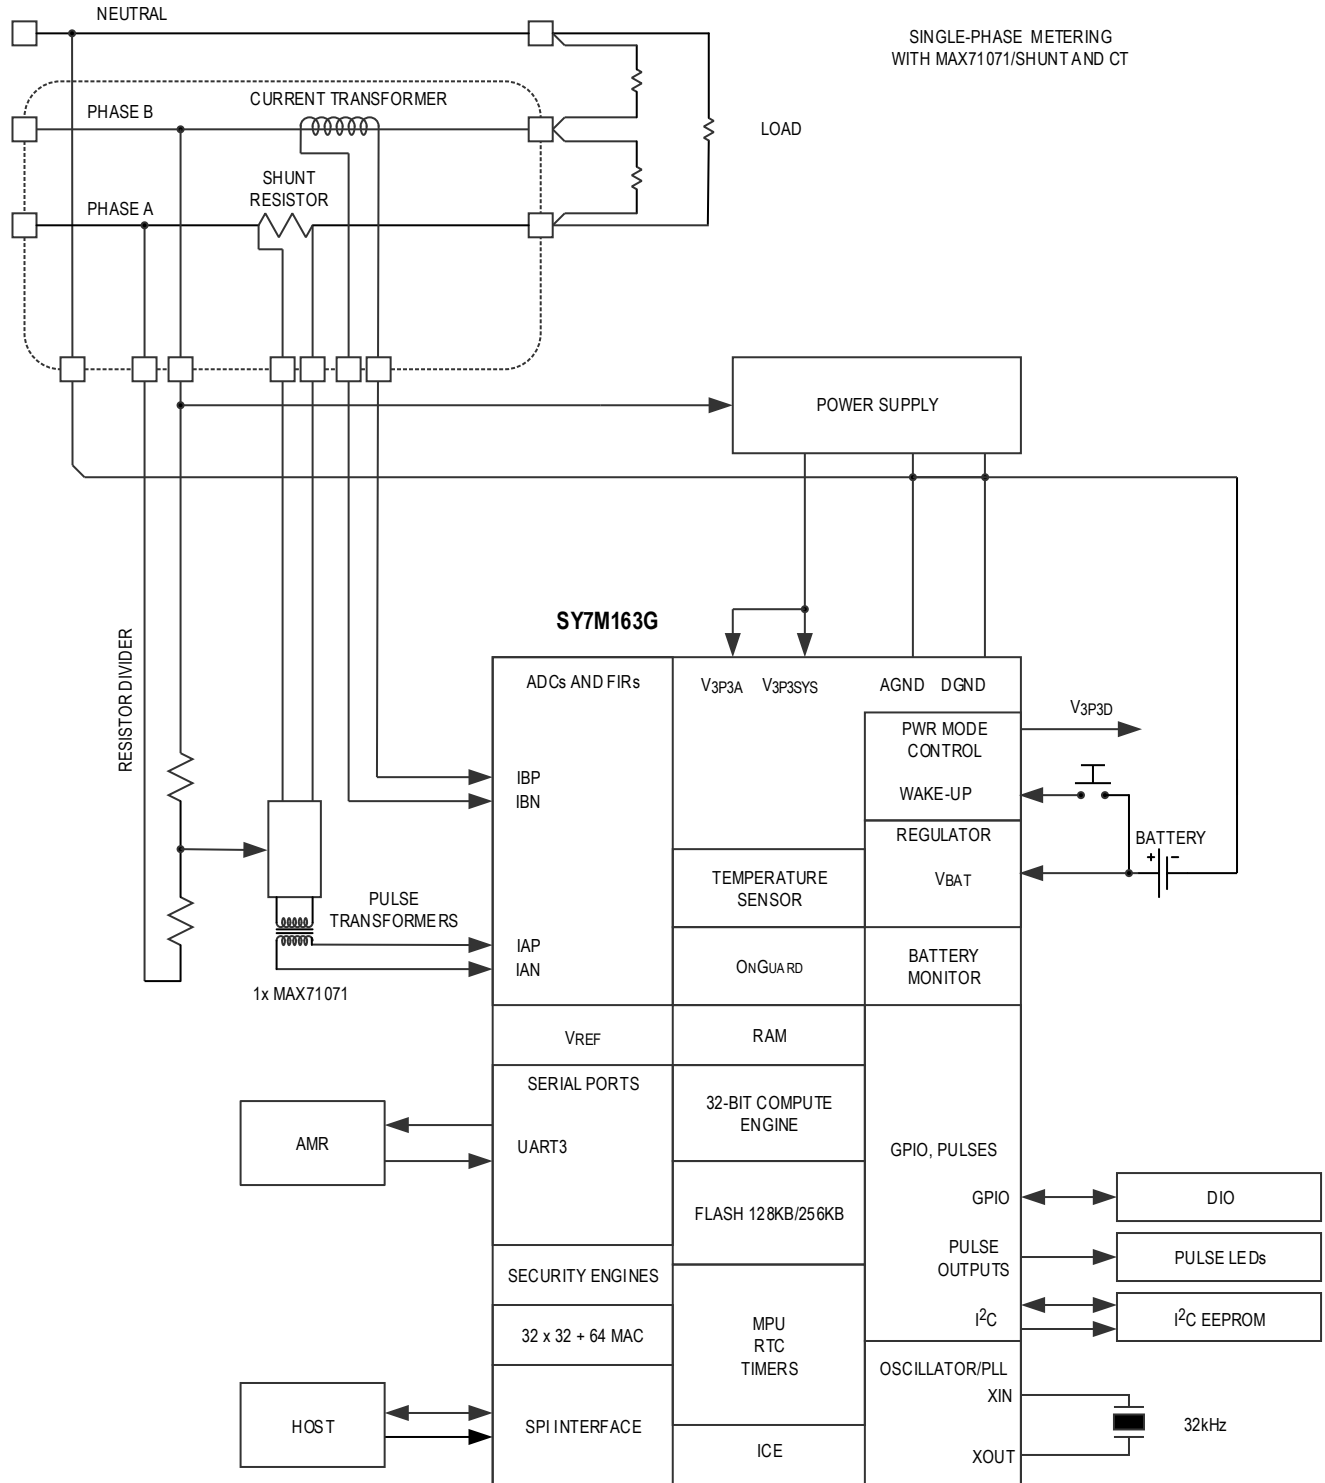 NEUTRAL
SINGLE-PHASE METERING
WITH MAX71071/SHUNT AND CT
PHASE B
CURRENT TRANSFORMER
LOAD
SHUNT
RESISTOR
PHASE A
POWER SUPPLY
SY7M163G
RESISTOR DIVIDER
ADCs AND FIRs
V3P3A
V3P3SYS
AGND
DGND
V3P3D
PWR MODE
CONTROL
IBP
IBN
WAKE-UP
REGULATOR
BATTERY
+
-
VBAT
TEMPERATURE
SENSOR
PULSE
TRANSFORMERS
IAP
IAN
ONGUARD
BATTERY
MONITOR
1x MAX71071
VREF
RAM
SERIAL PORTS
32-BIT COMPUTE
ENGINE
AMR
UART3
GPIO, PULSES
GPIO
DIO
FLASH 128KB/256KB
PULSE
OUTPUTS
PULSE LEDs
SECURITY ENGINES
I2C
I2C EEPROM
32 x 32 + 64 MAC
MPU
RTC
TIMERS
OSCILLATOR/PLL
XIN
32kHz
HOST
SPI INTERFACE
ICE
XOUT